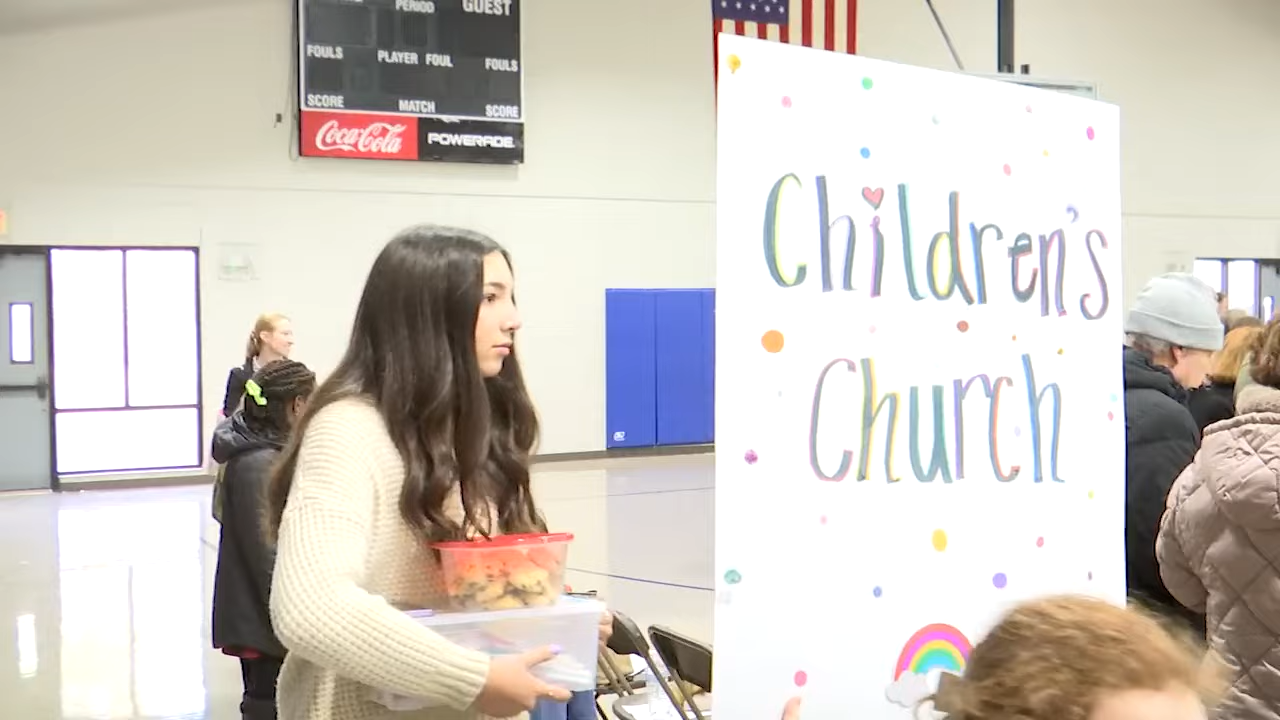 PERIOD
GUEST
FOULS
PLAYER FOUL
FOULS
SCORE
MATCH
SCORE
Coca-Cola
POWERADE
Children's
Church